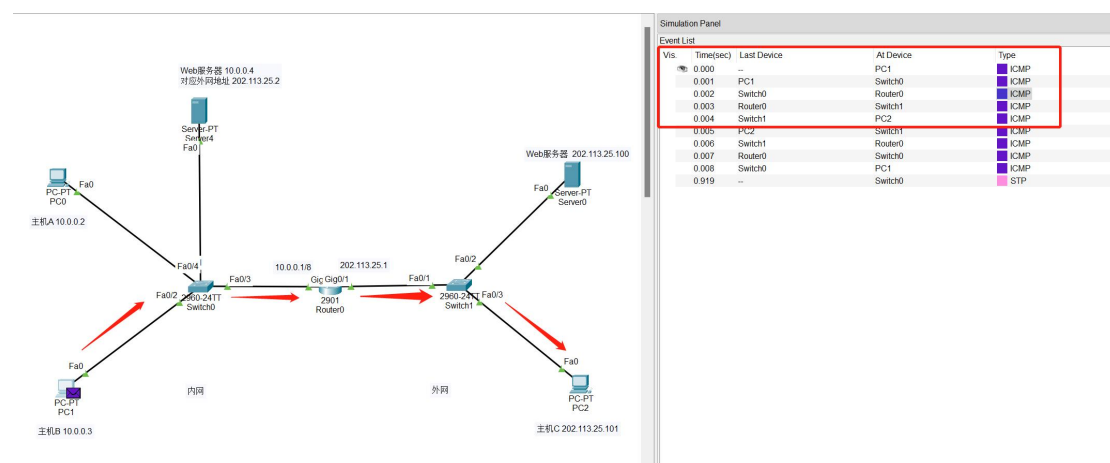 Web服务器 10.0.0.4
对应外网地址 202.113.25.2
Server-PT
Server4
Fa0
Fa0
PC-PT
PC0
主机A 10.0.0.2
Fa0/4
Fa0/3
Fa0/2
2960-24TT
Switch0
10.0.0.1/8
202.113.25.1
Gig0/1
2901
Router0
Web服务器 202.113.25.100
Fa0
Server-PT
Server0
Fa0/2
Fa0/1
Fa0/3
2960-24TT
Switch1
Fa0
PC-PT
PC1
主机B 10.0.0.3
内网
外网
Fa0
PC-PT
PC2
主机C 202.113.25.101
Simulation Panel
Event List
Vis. Time(sec) Last Device At Device Type
0.000 -- PC1 ICMP
0.001 PC1 Switch0 ICMP
0.002 Switch0 Router0 ICMP
0.003 Router0 Switch1 ICMP
0.004 Switch1 PC2 ICMP
0.005 PC2 Switch1 ICMP
0.006 Switch1 Router0 ICMP
0.007 Router0 Switch0 ICMP
0.008 Switch0 PC1 ICMP
0.919 -- Switch0 STP